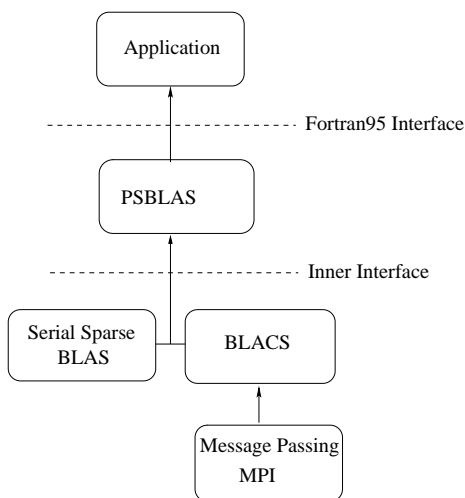 Application
Fortran95 Interface
PSBLAS
Inner Interface
Serial Sparse
BLAS
BLACS
Message Passing
MPI